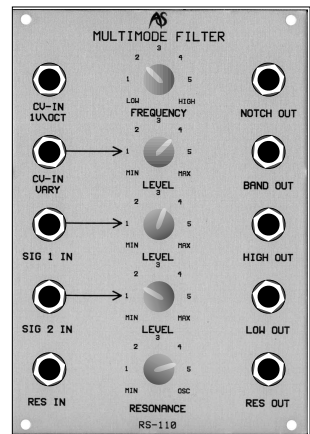 AS
MULTIMODE FILTER
3
2 4
1 5
LOW HIGH
CV-IN
1V\OCT
FREQUENCY
NOTCH OUT
3
2 4
1 5
MIN MAX
CV-IN
VARY
LEVEL
BAND OUT
3
2 4
1 5
MIN MAX
SIG 1 IN
LEVEL
HIGH OUT
3
2 4
1 5
MIN MAX
SIG 2 IN
LEVEL
LOW OUT
3
2 4
1 5
MIN OSC
RES IN
RESONANCE
RES OUT
RS-110